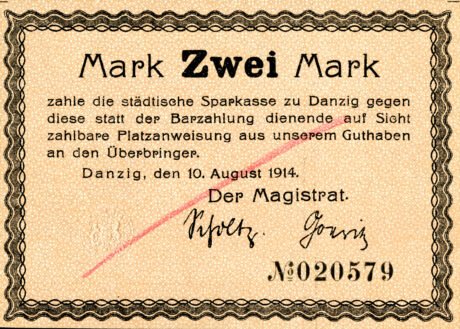 Mark Zwei Mark
zahle die städtische Sparkasse zu Danzig gegen
diese statt der Barzahlung dienende auf Sicht
zahlbare Platzanweisung aus unserem Guthaben
an den Überbringer.
Danzig, den 10. August 1914.
Der Magistrat.
Scholtz.
№020579